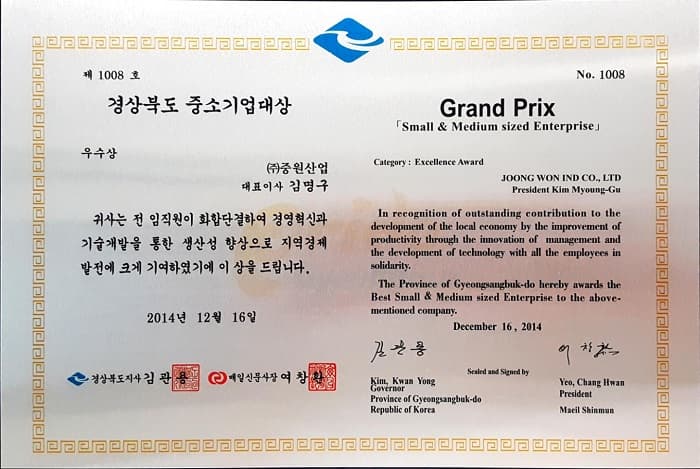 제 1008 호
경상북도 중소기업대상
우수상
㈜중원산업
대표이사 김명구
귀사는 전 임직원이 화합단결하여 경영혁신과
기술개발을 통한 생산성 향상으로 지역경제
발전에 크게 기여하였기에 이 상을 드립니다.
2014년 12월 16일
경상북도지사 김관용
매일신문사장 여창환
No. 1008
Grand Prix
「Small & Medium sized Enterprise」
Category : Excellence Award
JOONG WON IND CO., LTD
President Kim Myoung-Gu
In recognition of outstanding contribution to the
development of the local economy by the improvement of
productivity through the innovation of management and
the development of technology with all the employees in
solidarity.
The Province of Gyeongsangbuk-do hereby awards the
Best Small & Medium sized Enterprise to the above-
mentioned company.
December 16, 2014
김관용
여창환
Sealed and Signed by
Kim, Kwan Yong
Governor
Province of Gyeongsangbuk-do
Republic of Korea
Yeo, Chang Hwan
President
Maeil Shinmun